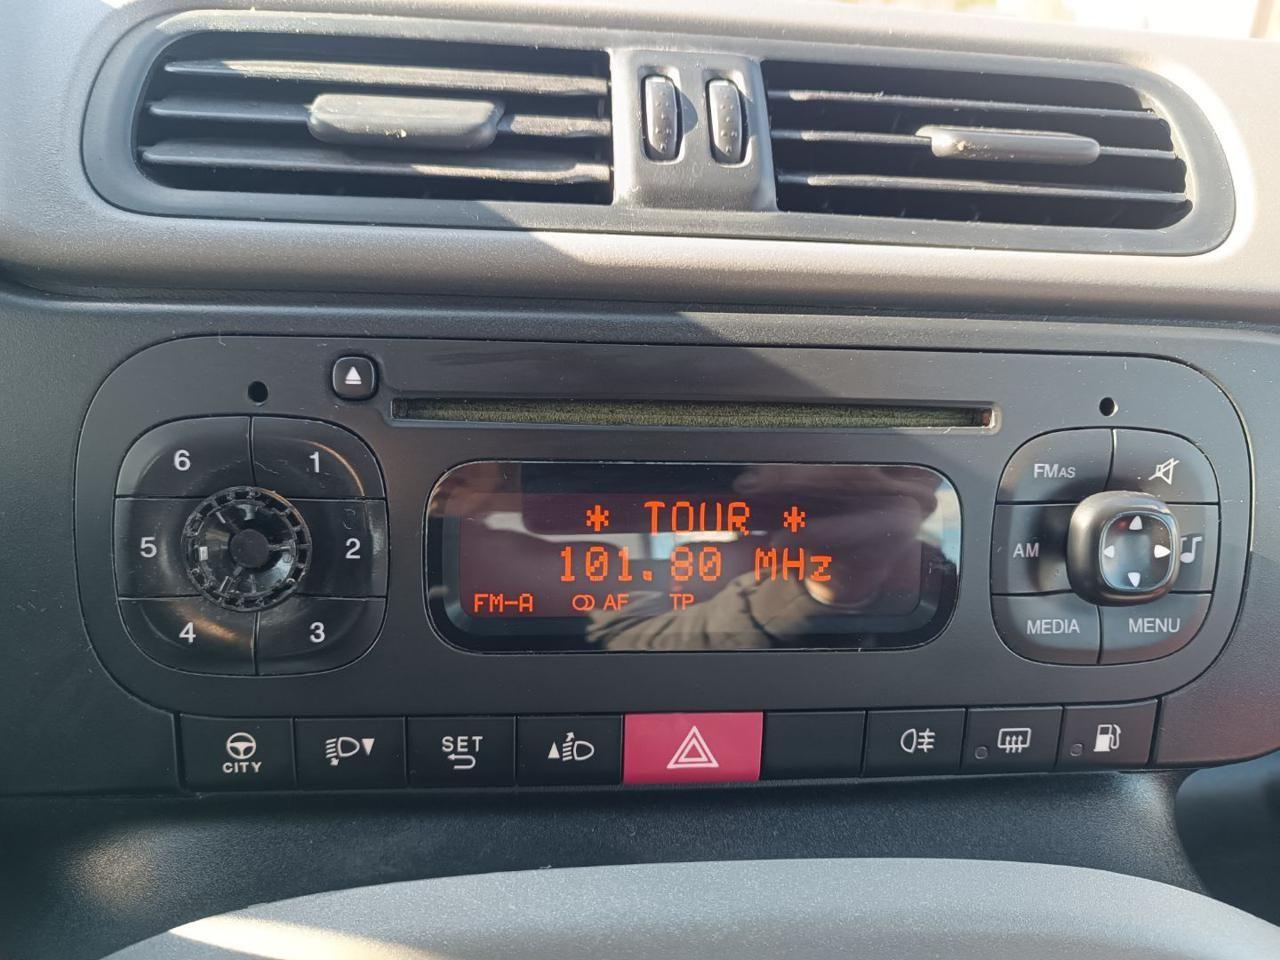 6
1
5
2
4
3
FMAS
AM
MEDIA
MENU
* TOUR *
101.80 MHz
FM-A AF TP
CITY
SET